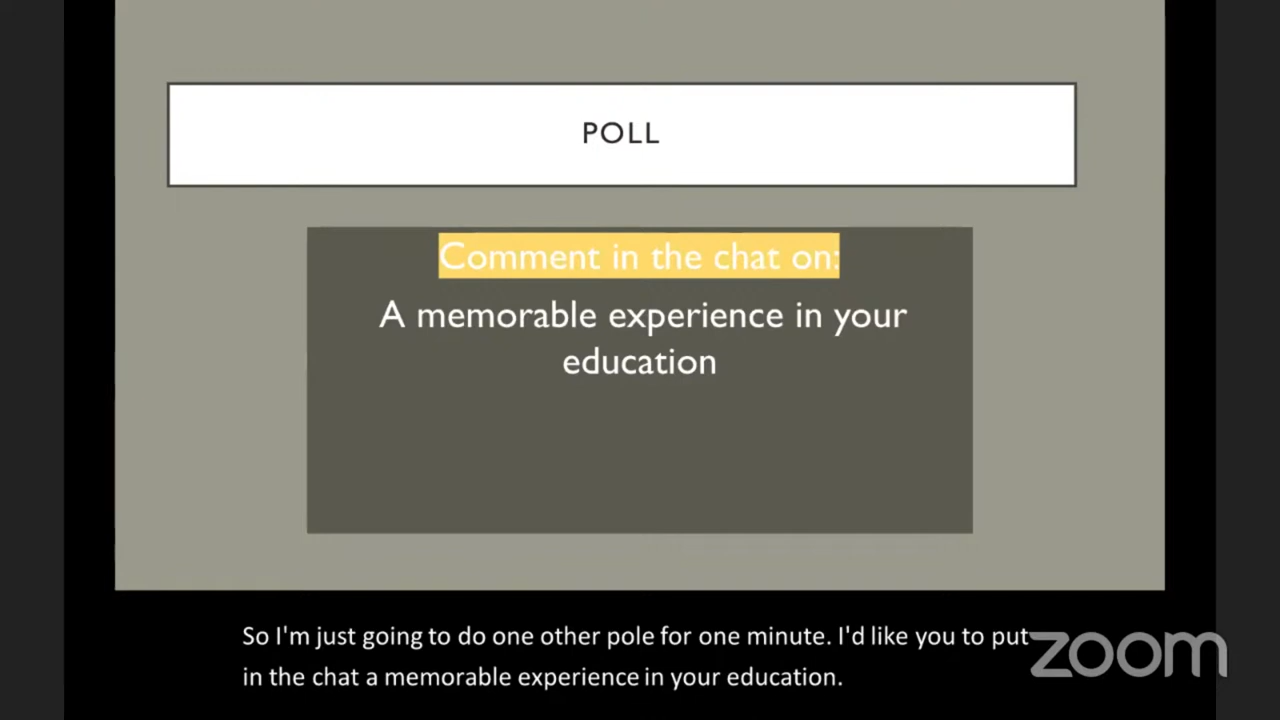 POLL
Comment in the chat on:
A memorable experience in your
education
So I'm just going to do one other pole for one minute. I'd like you to put
in the chat a memorable experience in your education.
zoom